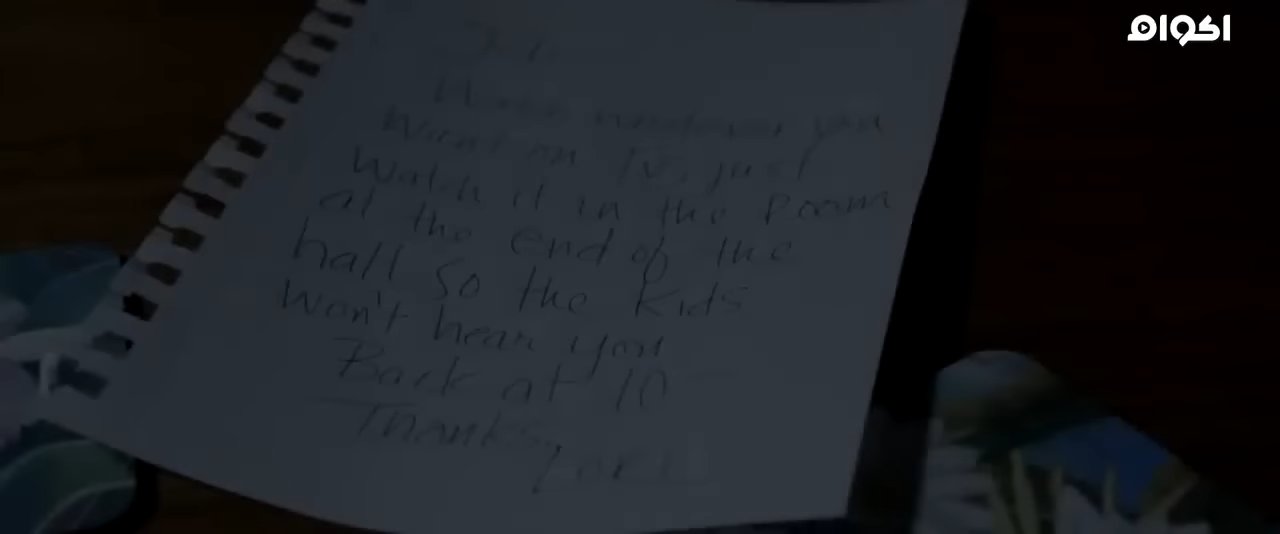 اكوام
whatever you
Want on TV, just
Watch it in the Room
at the end of the
hall so the kids
Won't hear you
Back at 10
Thanks,